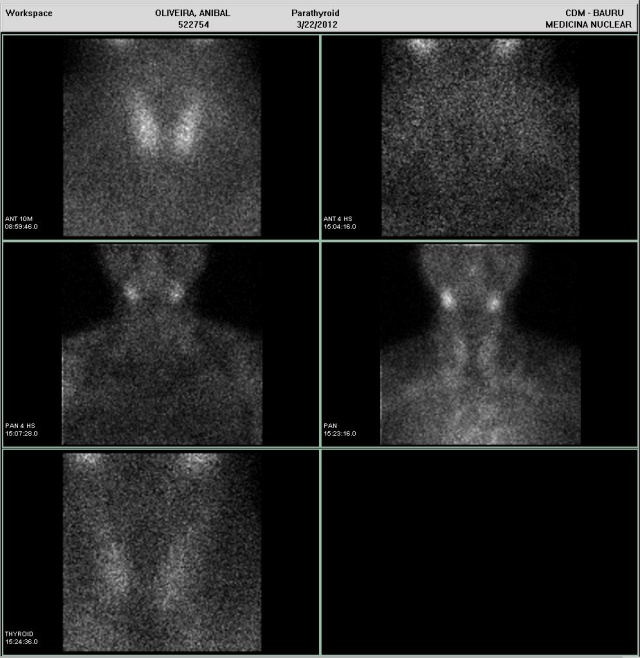 Workspace
OLIVEIRA, ANIBAL
Parathyroid
CDM - BAURU
522754
3/22/2012
MEDICINA NUCLEAR
ANT 10M
08:59:46.0
ANT 4 HS
15:04:16.0
PAN 4 HS
15:07:28.0
PAN
15:23:16.0
THYROID
15:24:36.0